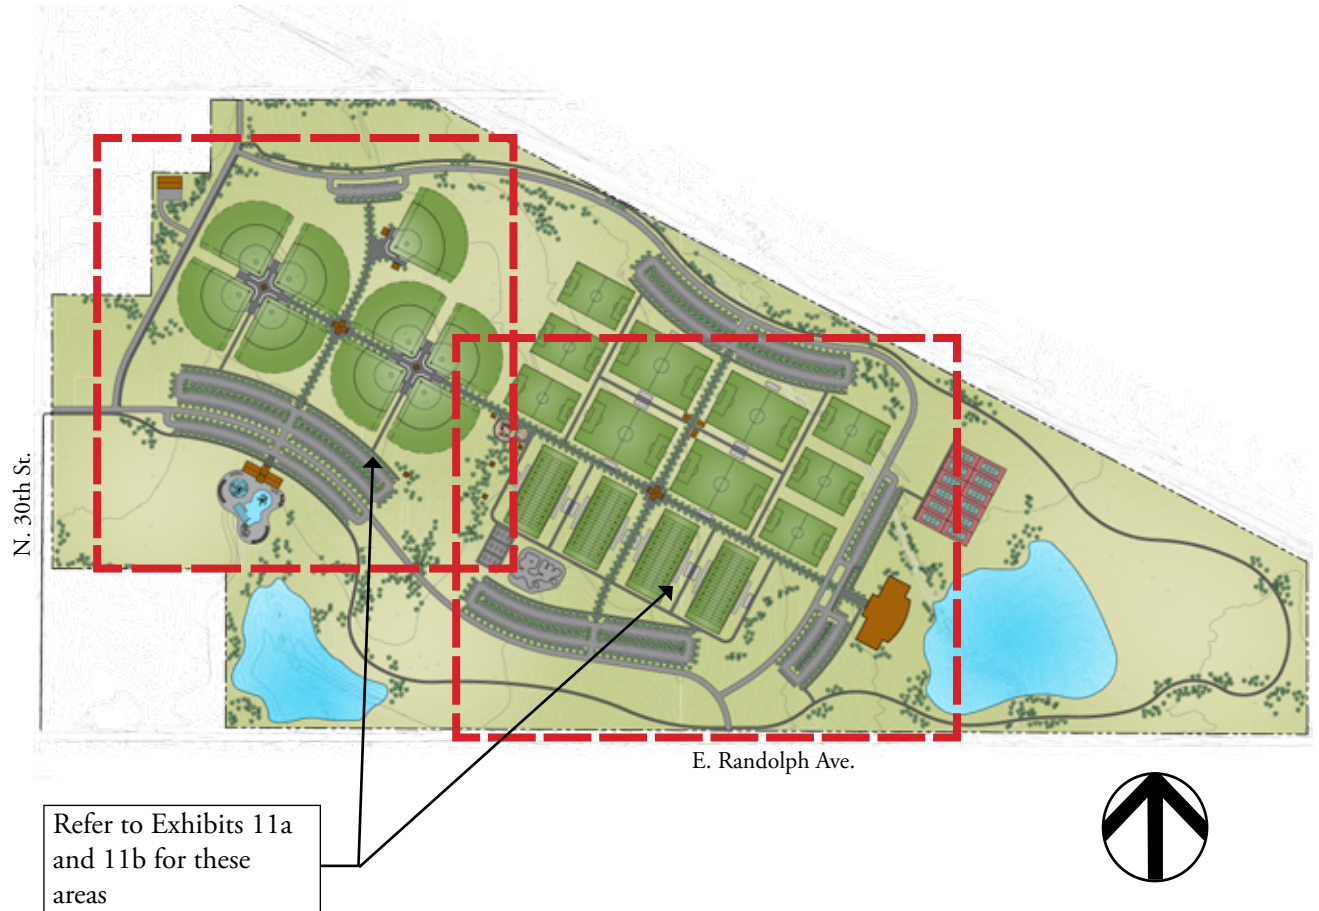 N. 30th St.
E. Randolph Ave.
Refer to Exhibits 11a
and 11b for these
areas